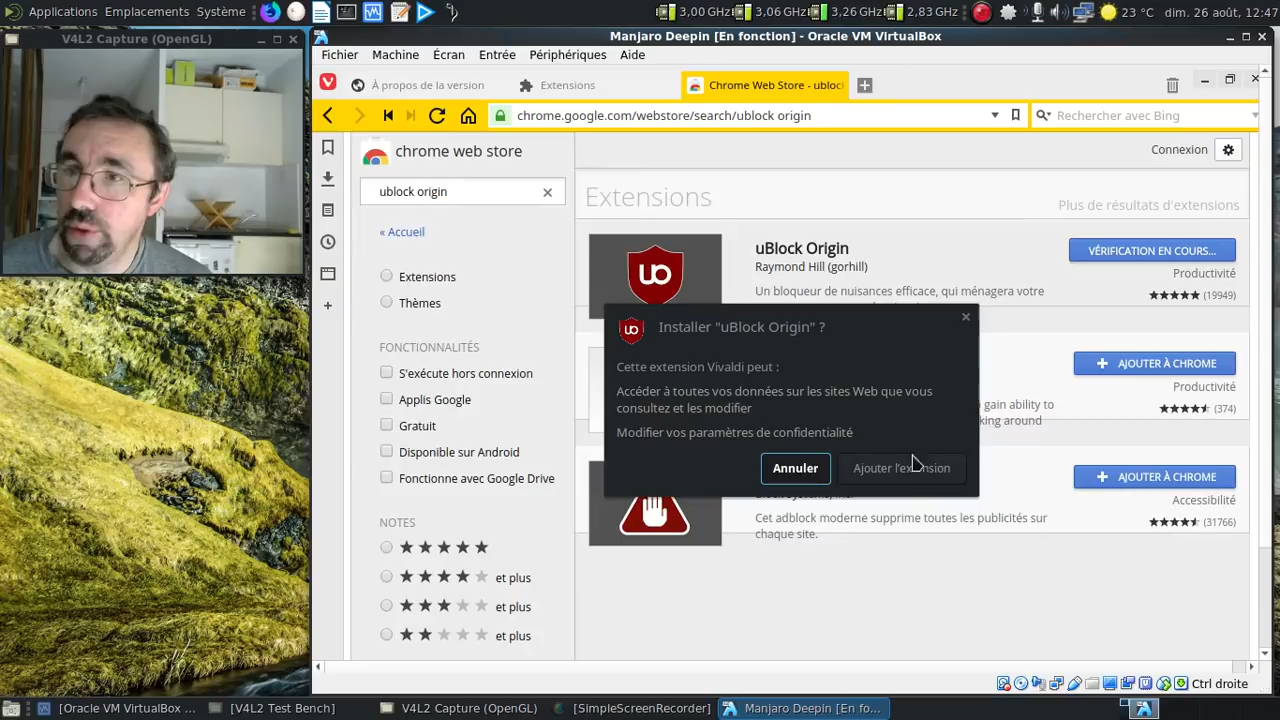 Applications Emplacements Système
3,00 GHz 3,06 GHz 3,26 GHz 2,83 GHz 23 °C dim, 26 août, 12:47
V4L2 Capture (OpenGL)
Manjaro Deepin [En fonction] - Oracle VM VirtualBox
Fichier Machine Écran Entrée Périphériques Aide
À propos de la version
Extensions
Chrome Web Store - ubloc
chrome.google.com/webstore/search/ublock origin
Rechercher avec Bing
chrome web store
Connexion
ublock origin
Extensions
Plus de résultats d'extensions
« Accueil
Extensions
Thèmes
FONCTIONNALITÉS
S'exécute hors connexion
Applis Google
Gratuit
Disponible sur Android
Fonctionne avec Google Drive
NOTES
et plus
et plus
et plus
uBlock Origin
Raymond Hill (gorhill)
Un bloqueur de nuisances efficace, qui ménagera votre
VÉRIFICATION EN COURS...
Productivité
(19949)
Installer "uBlock Origin" ?
Cette extension Vivaldi peut :
Accéder à toutes vos données sur les sites Web que vous
consultez et les modifier
Modifier vos paramètres de confidentialité
Annuler
Ajouter l'extension
AJOUTER À CHROME
Productivité
(374)
gain ability to
king around
AJOUTER À CHROME
Accessibilité
(31766)
Cet adblock moderne supprime toutes les publicités sur
chaque site.
Ctrl droite
[Oracle VM VirtualBox ...
[V4L2 Test Bench]
V4L2 Capture (OpenGL)
[SimpleScreenRecorder]
Manjaro Deepin [En fo...